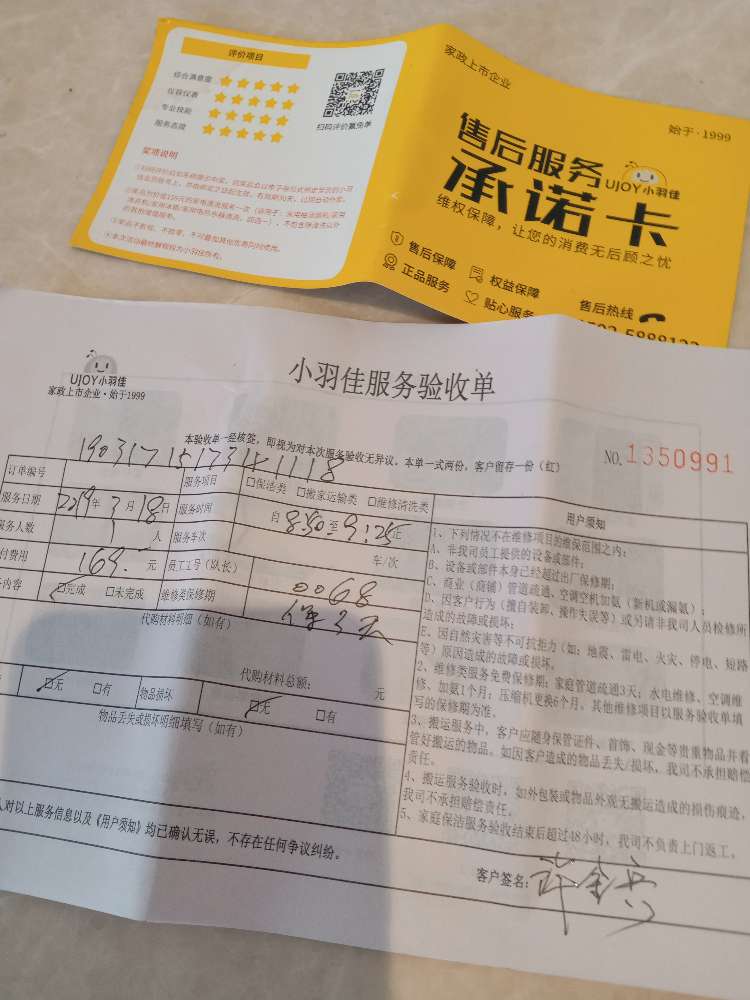 评价项目
综合满意度
仪容仪表
专业技能
服务态度
扫码评价赢免单
奖项说明
家政上市企业
始于·1999
售后服务
UJOY小羽佳
承诺卡
维权保障,让您的消费无后顾之忧
售后保障
权益保障
正品服务
贴心服务
售后热线
UJOY小羽佳
家政上市企业·始于1999
小羽佳服务验收单
本验收单一经核签,即视为对本次服务验收无异议。本单一式两份,客户留存一份(红)
NO.1350991
订单编号
服务项目 □保洁类 □搬家运输类 □维修清洗类
服务日期 2019年3月18日 服务时间 自8:50至9:25止
服务人数 1人 服务车次 车/次
付费用 169.元 员工工号(队长) 0068
内容 □完成 □未完成 维修类保修期 保3天
代购材料明细(如有)
代购材料总额: 元
□无 □有 物品损坏 □无 □有
物品丢失或损坏明细填写(如有)
人对以上服务信息以及《用户须知》均已确认无误,不存在任何争议纠纷。
用户须知
1、下列情况不在维修项目的维保范围之内:
A、非我司员工提供的设备或部件;
B、设备或部件本身已经超过出厂保修期;
C、商业(商铺)管道疏通、空调空机加氨(新机或漏氨);
D、因客户行为(擅自装卸、操作失误等)或另请非我司人员检修所
造成的故障或损坏;
E、因自然灾害等不可抗拒力(如:地震、雷电、火灾、停电、短路
等)原因造成的故障或损坏。
2、维修类服务免费保修期:家庭管道疏通3天;水电维修、空调维
修、加氨1个月;压缩机更换6个月。其他维修项目以服务验收单填
写的保修期为准。
3、搬运服务中,客户应随身保管证件、首饰、现金等贵重物品并看
管好搬运的物品。如因客户造成的物品丢失/损坏,我司不承担赔偿
责任。
4、搬运服务验收时,如外包装或物品外观无搬运造成的损伤痕迹,
我司不承担赔偿责任。
5、家庭保洁服务验收结束后超过48小时,我司不负责上门返工。
客户签名: